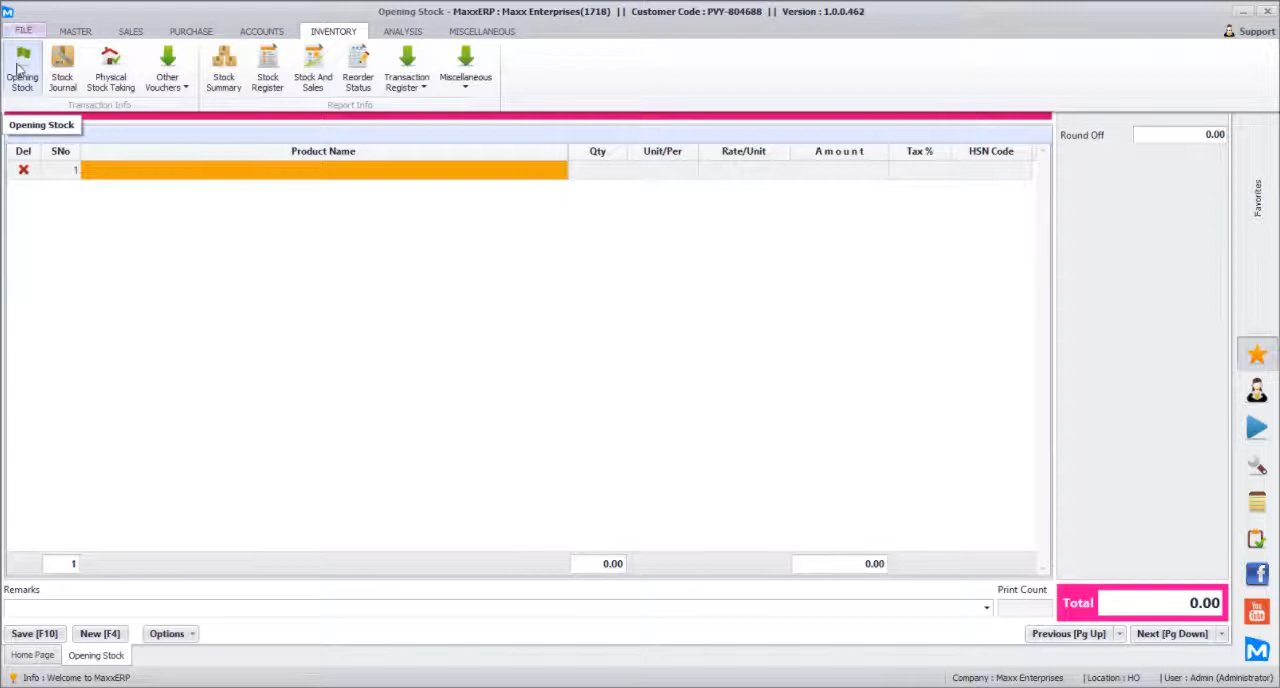 Opening Stock - MaxxERP : Maxx Enterprises(1718) || Customer Code : PVY-804688 || Version : 1.0.0.462
FILE MASTER SALES PURCHASE ACCOUNTS INVENTORY ANALYSIS MISCELLANEOUS Support
Opening Stock Physical Other Stock Stock Stock And Reorder Transaction Miscellaneous
Stock Journal Stock Taking Vouchers Summary Register Sales Status Register
Transaction Info Report Info
Opening Stock
Round Off 0.00
Del SNo Product Name Qty Unit/Per Rate/Unit A m o u n t Tax % HSN Code
1
Favorites
1 0.00 0.00
Remarks Print Count
Total 0.00
Save [F10] New [F4] Options Previous [Pg Up] Next [Pg Down]
Home Page Opening Stock
Info : Welcome to MaxxERP Company : Maxx Enterprises | Location : HO | User : Admin (Administrator)
You Tube